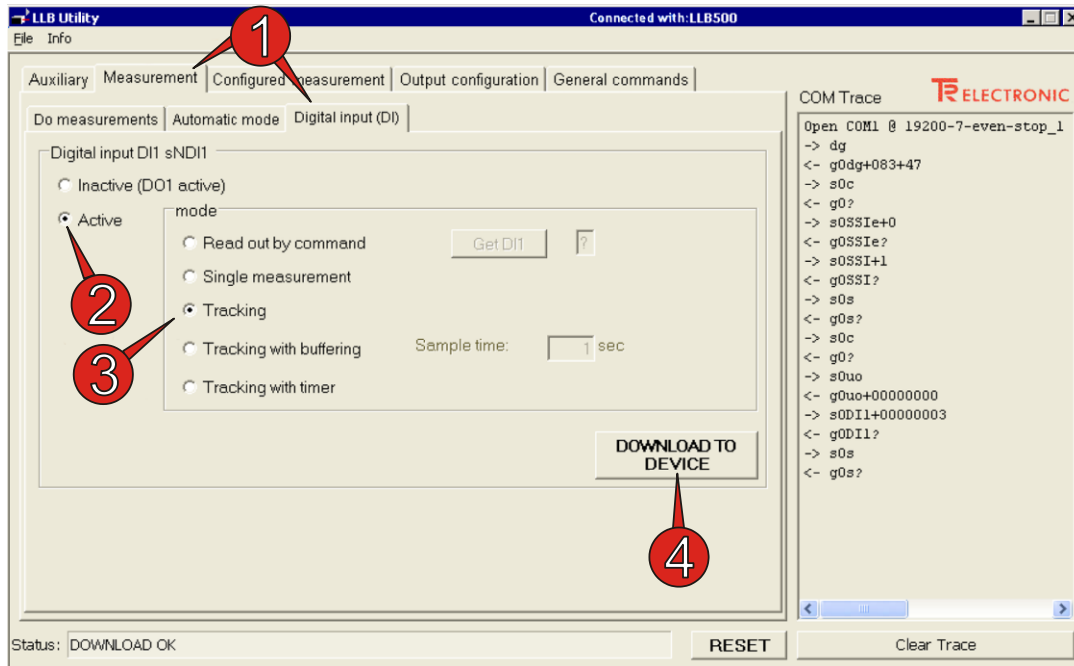 LLB Utility Connected with:LLB500
File Info
1
Auxiliary Measurement Configured measurement Output configuration General commands
Do measurements Automatic mode Digital input (DI)
Digital input DI1 sNDI1
Inactive (DO1 active)
Active
mode
Read out by command Get DI1 ?
Single measurement
2
Tracking
3
Tracking with buffering Sample time: 1 sec
Tracking with timer
DOWNLOAD TO
DEVICE
4
Status: DOWNLOAD OK RESET
COM Trace TR ELECTRONIC
Open COM1 @ 19200-7-even-stop_1
-> dg
<- g0dg+083+47
-> s0c
<- g0?
-> s0SSIe+0
<- g0SSIe?
-> s0SSI+1
<- g0SSI?
-> s0s
<- g0s?
-> s0c
<- g0?
-> s0uo
<- g0uo+00000000
-> s0DI1+00000003
<- g0DI1?
-> s0s
<- g0s?
Clear Trace